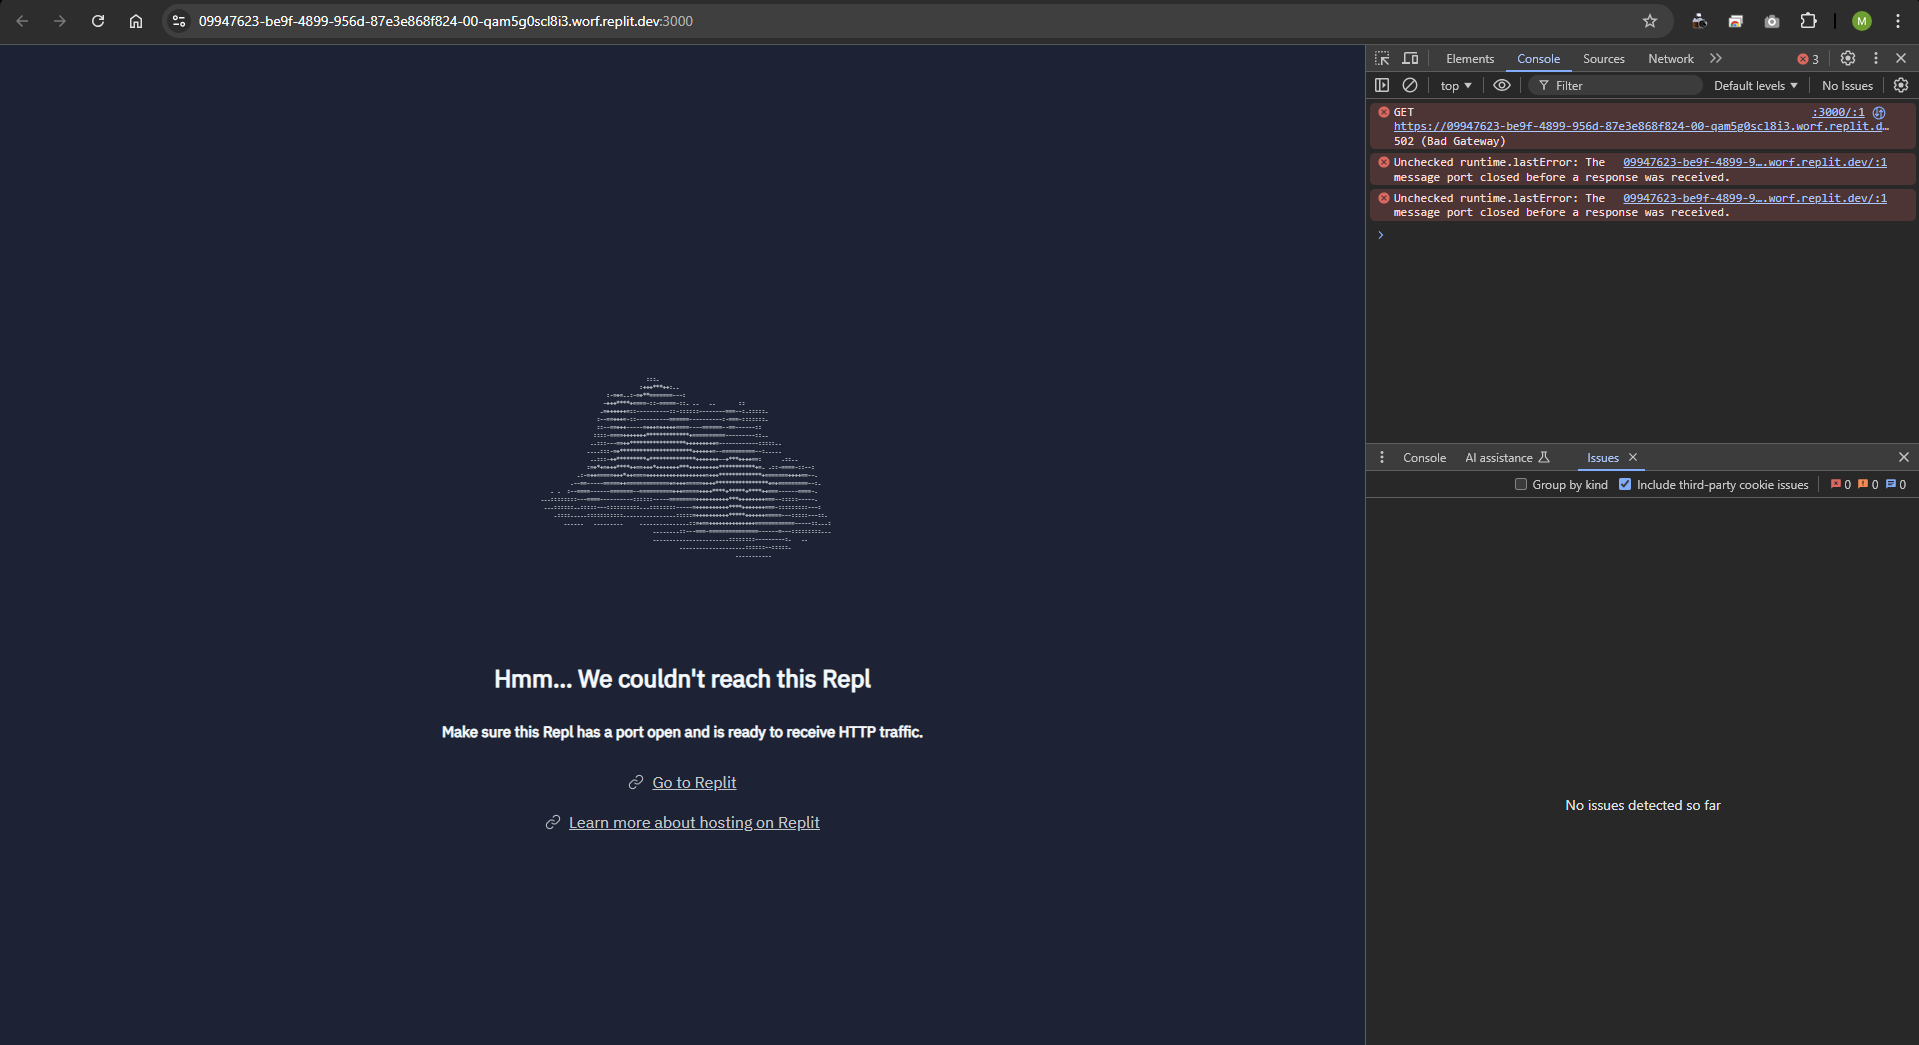 09947623-be9f-4899-956d-87e3e868f824-00-qam5g0scl8i3.worf.replit.dev:3000
M
Elements Console Sources Network 3
top Filter Default levels No Issues
GET :3000/:1
https://09947623-be9f-4899-956d-87e3e868f824-00-qam5g0scl8i3.worf.replit.d…
502 (Bad Gateway)
Unchecked runtime.lastError: The 09947623-be9f-4899-9….worf.replit.dev/:1
message port closed before a response was received.
Unchecked runtime.lastError: The 09947623-be9f-4899-9….worf.replit.dev/:1
message port closed before a response was received.
Console AI assistance Issues
Group by kind Include third-party cookie issues 0 0 0
No issues detected so far
Hmm... We couldn't reach this Repl
Make sure this Repl has a port open and is ready to receive HTTP traffic.
Go to Replit
Learn more about hosting on Replit